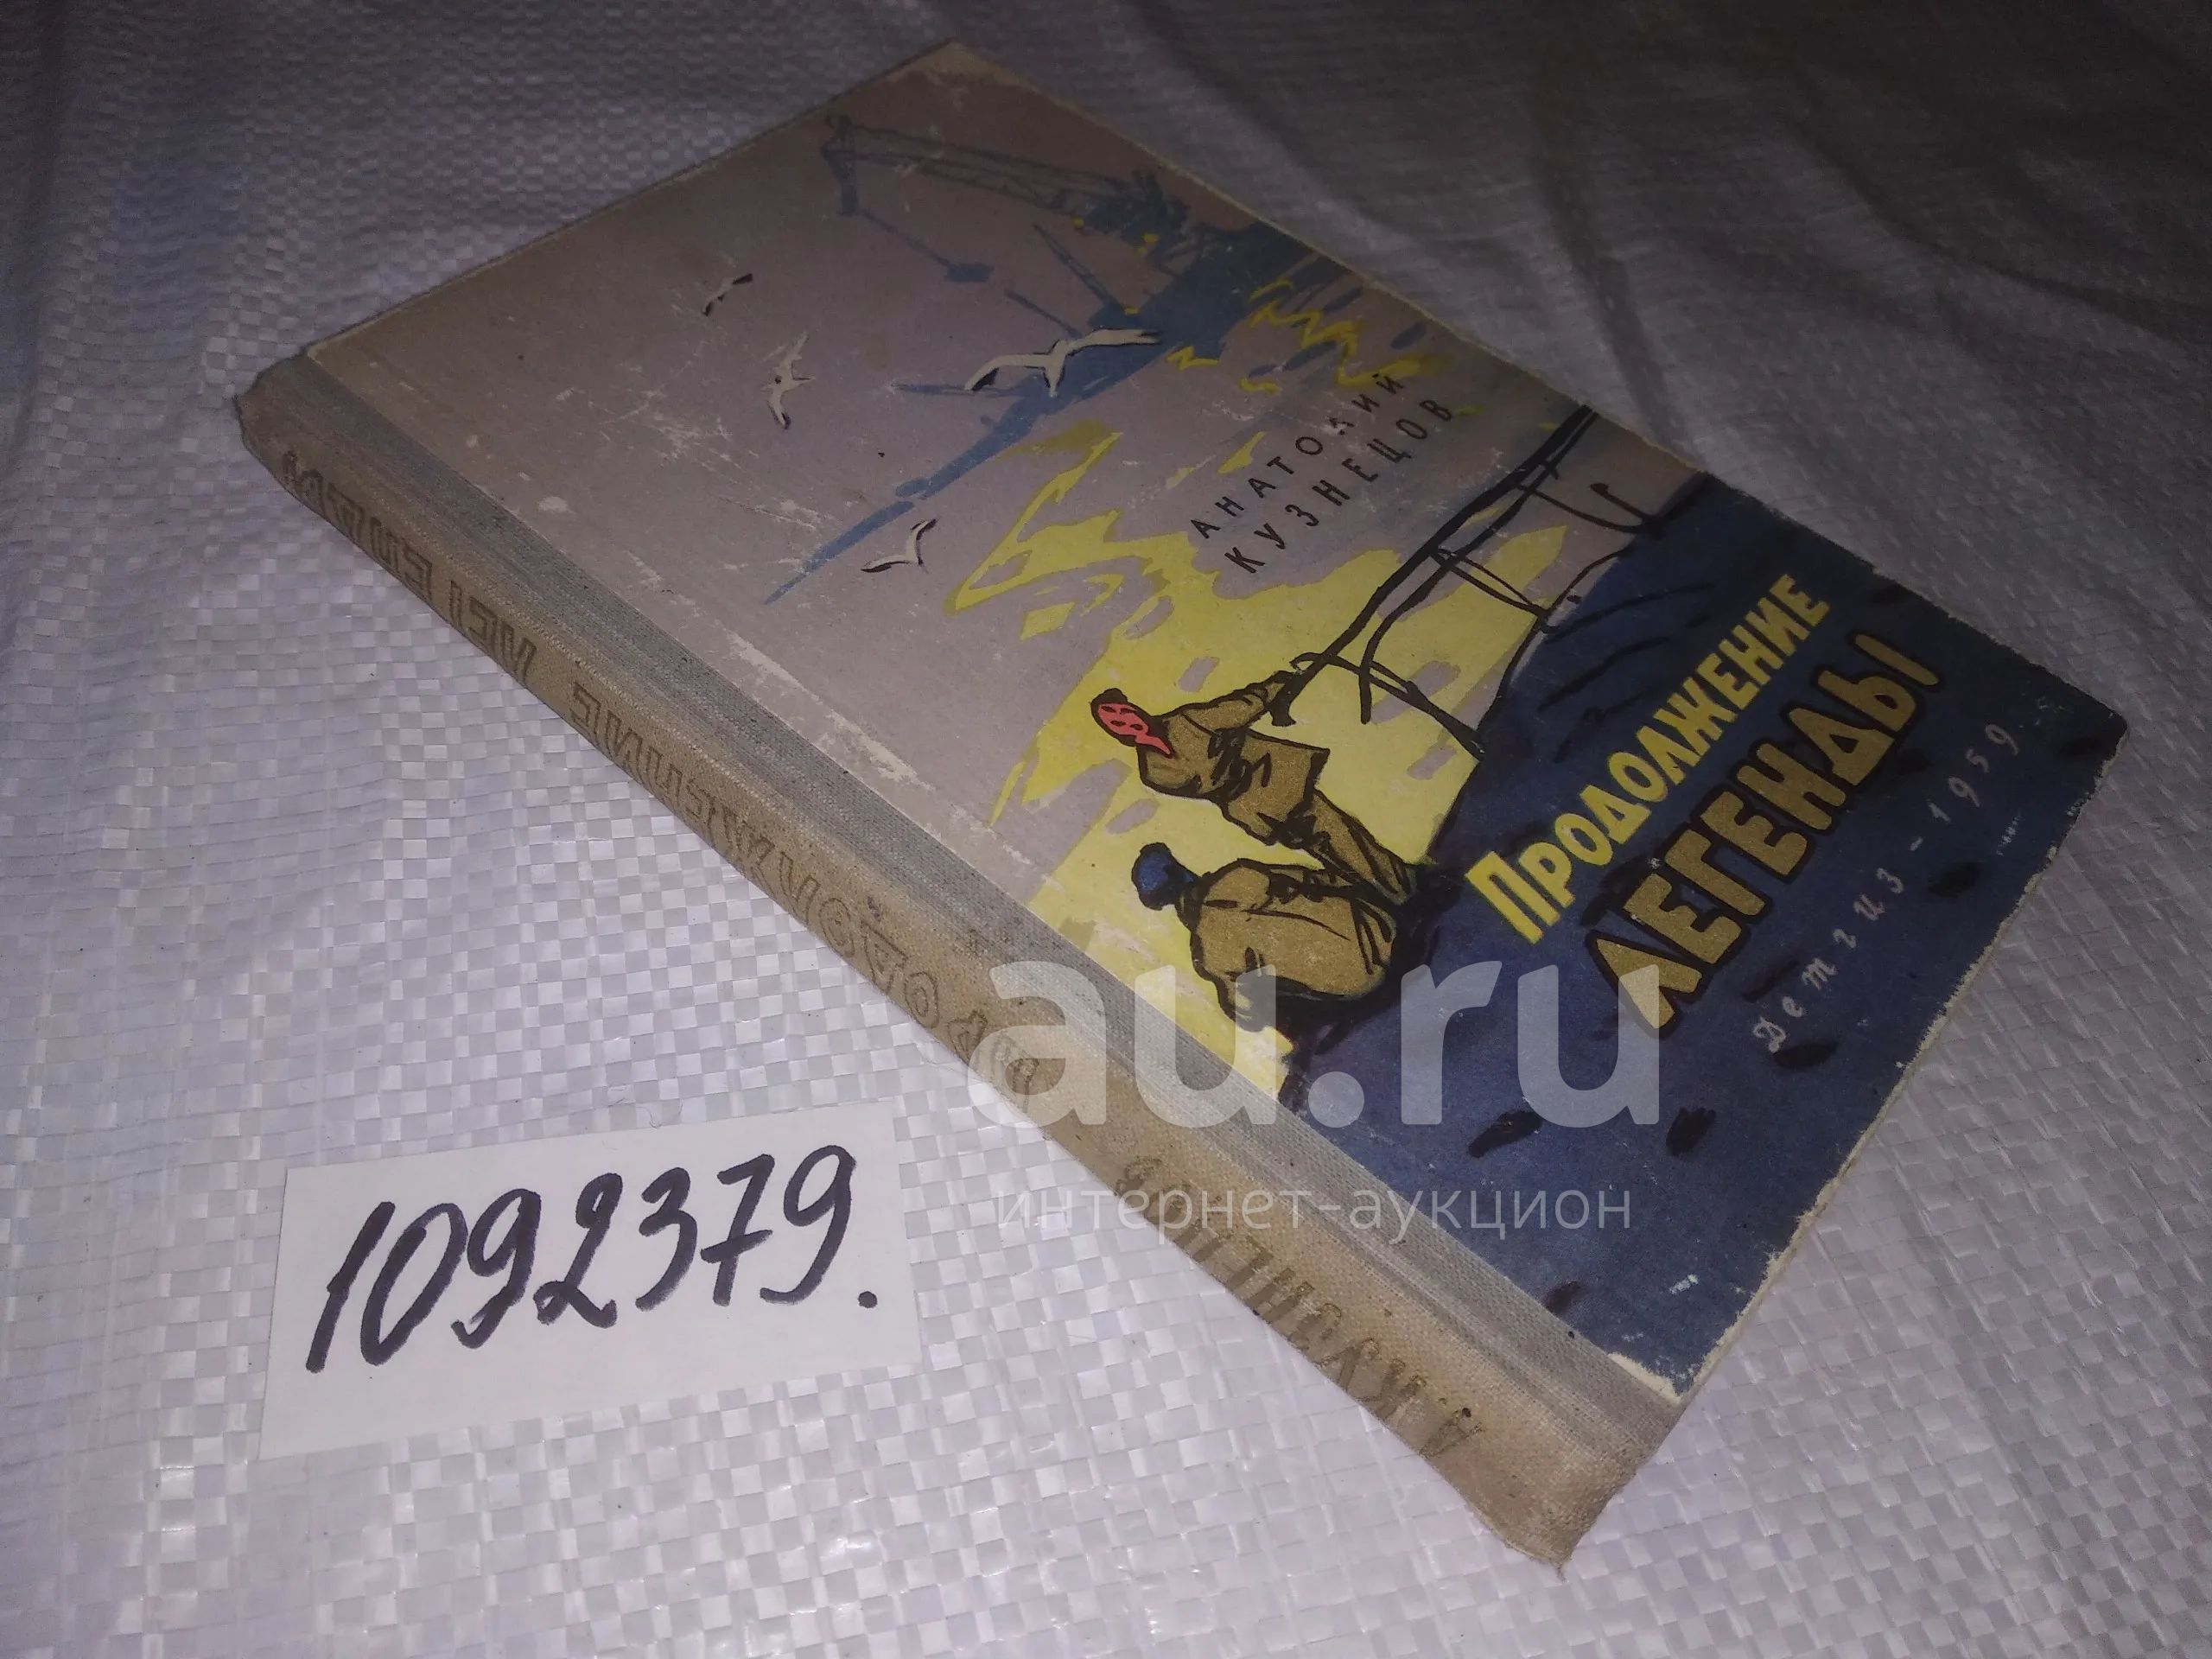 АНАТОЛИЙ
КУЗНЕЦОВ
ПРОДОЛЖЕНИЕ
ЛЕГЕНДЫ
Детгиз - 1959
А. КУЗНЕЦОВ ПРОДОЛЖЕНИЕ ЛЕГЕНДЫ
1092379.
au.ru
интернет-аукцион